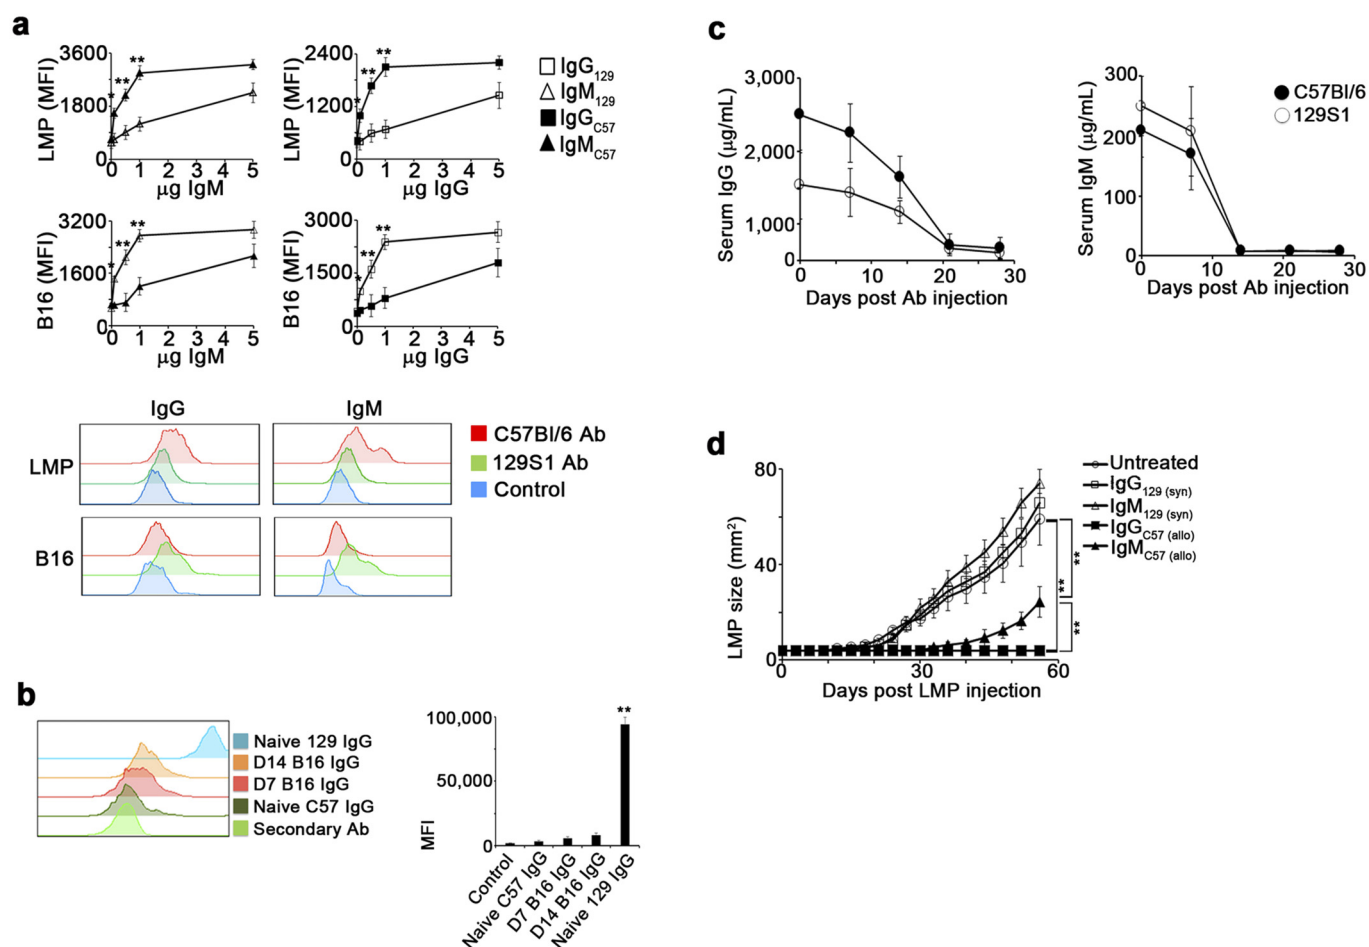 a
LMP (MFI)
3600
1800
0
*
**
**
0 1 2 3 4 5
μg IgM
LMP (MFI)
2400
1200
0
*
**
**
0 1 2 3 4 5
μg IgG
IgG129
IgM129
IgGC57
IgMC57
B16 (MFI)
3200
1600
0
*
**
**
0 1 2 3 4 5
μg IgM
B16 (MFI)
3000
1500
0
*
**
**
0 1 2 3 4 5
μg IgG
IgG IgM
LMP
B16
C57Bl/6 Ab
129S1 Ab
Control
b
Naive 129 IgG
D14 B16 IgG
D7 B16 IgG
Naive C57 IgG
Secondary Ab
MFI
100,000
50,000
0
**
Control
Naive C57 IgG
D7 B16 IgG
D14 B16 IgG
Naive 129 IgG
c
Serum IgG (μg/mL)
3,000
2,000
1,000
0
0 10 20 30
Days post Ab injection
Serum IgM (μg/mL)
300
200
100
0
0 10 20 30
Days post Ab injection
C57Bl/6
129S1
d
LMP size (mm²)
80
40
0
0 30 60
Days post LMP injection
**
**
**
Untreated
IgG129 (syn)
IgM129 (syn)
IgGC57 (allo)
IgMC57 (allo)